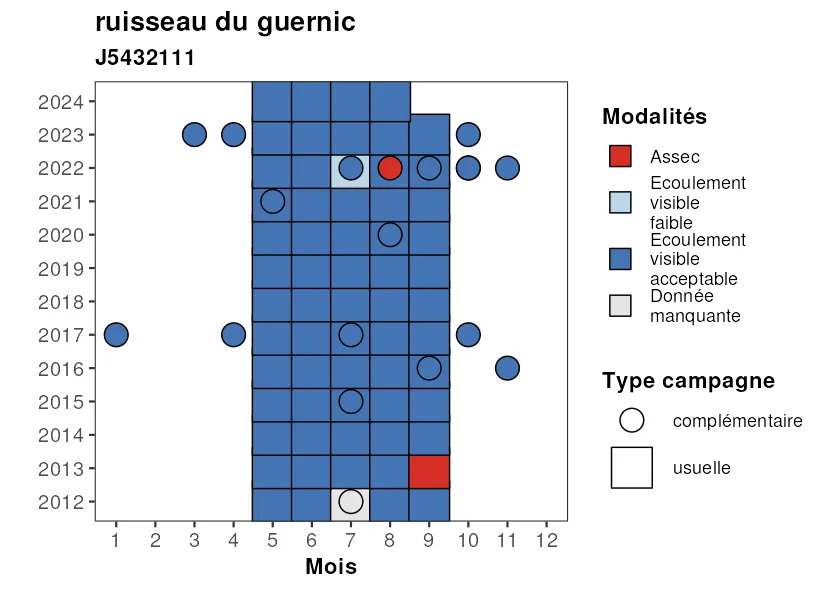 ruisseau du guernic
J5432111
2024
2023
2022
2021
2020
2019
2018
2017
2016
2015
2014
2013
2012
1 2 3 4 5 6 7 8 9 10 11 12
Mois
Modalités
Assec
Ecoulement
visible
faible
Ecoulement
visible
acceptable
Donnée
manquante
Type campagne
complémentaire
usuelle